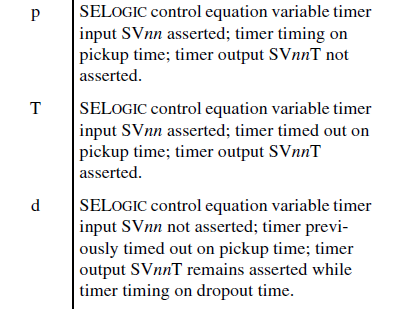 p SELOGIC control equation variable timer
input SVnn asserted; timer timing on
pickup time; timer output SVnnT not
asserted.
T SELOGIC control equation variable timer
input SVnn asserted; timer timed out on
pickup time; timer output SVnnT
asserted.
d SELOGIC control equation variable timer
input SVnn not asserted; timer previ-
ously timed out on pickup time; timer
output SVnnT remains asserted while
timer timing on dropout time.